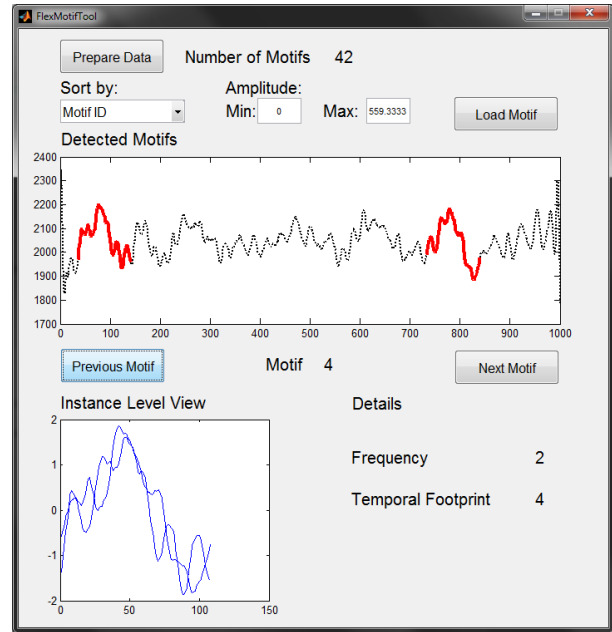 FlexMotifTool
Prepare Data Number of Motifs 42
Sort by: Amplitude:
Motif ID Min: 0 Max: 559.3333 Load Motif
Detected Motifs
2400
2300
2200
2100
2000
1900
1800
1700
0 100 200 300 400 500 600 700 800 900 1000
Previous Motif Motif 4 Next Motif
Instance Level View Details
2
1
Frequency 2
0
Temporal Footprint 4
-1
-2
0 50 100 150